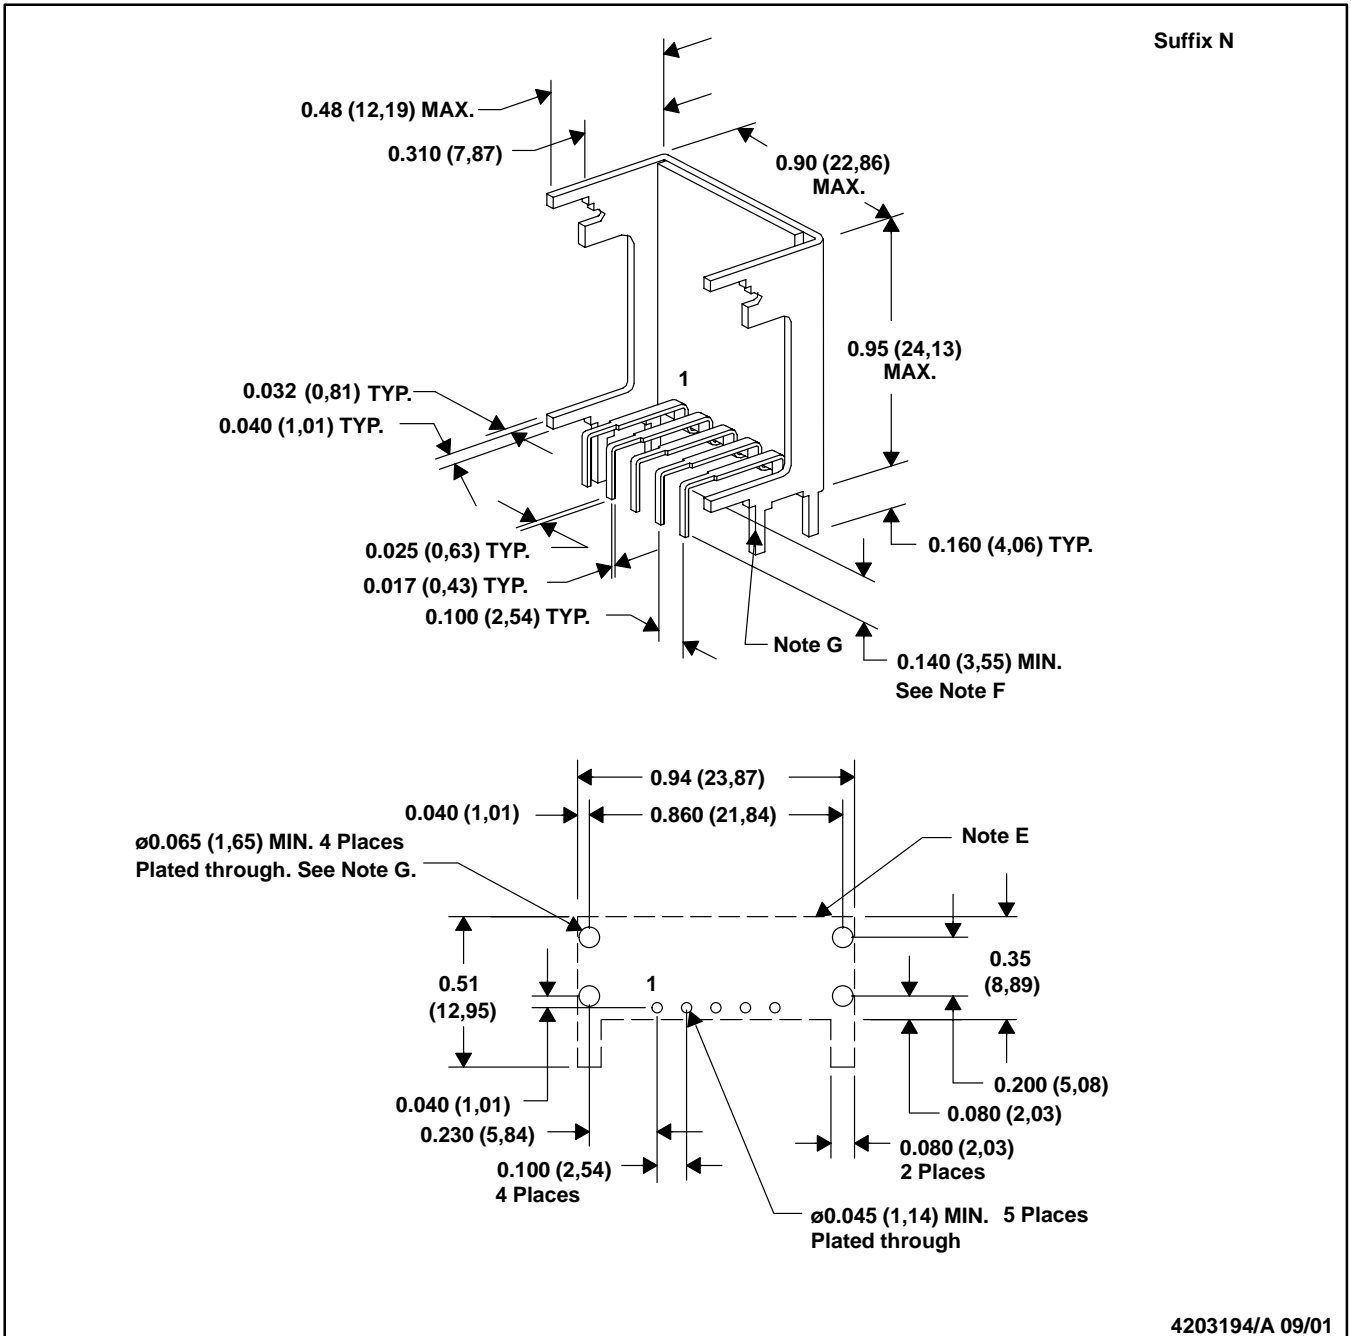 Suffix N
0.48 (12,19) MAX.
0.310 (7,87)
0.90 (22,86)
MAX.
0.95 (24,13)
MAX.
1
0.032 (0,81) TYP.
0.040 (1,01) TYP.
0.025 (0,63) TYP.
0.017 (0,43) TYP.
0.100 (2,54) TYP.
0.160 (4,06) TYP.
Note G
0.140 (3,55) MIN.
See Note F
0.94 (23,87)
0.040 (1,01)
0.860 (21,84)
ø0.065 (1,65) MIN. 4 Places
Plated through. See Note G.
Note E
0.51
(12,95)
1
0.35
(8,89)
0.040 (1,01)
0.230 (5,84)
0.100 (2,54)
4 Places
0.200 (5,08)
0.080 (2,03)
0.080 (2,03)
2 Places
ø0.045 (1,14) MIN. 5 Places
Plated through
4203194/A 09/01